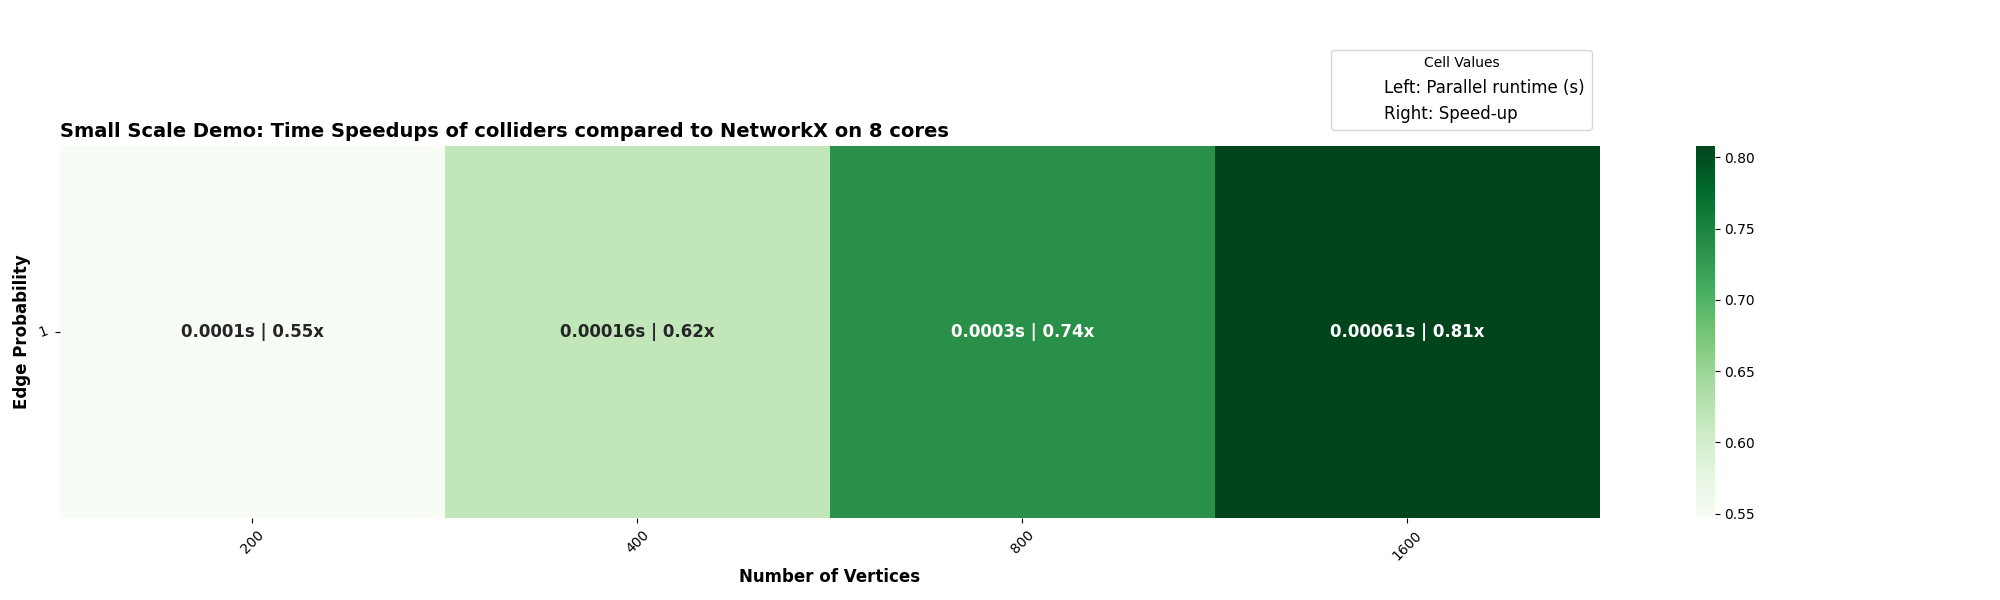 Cell Values
Left: Parallel runtime (s)
Right: Speed-up
Small Scale Demo: Time Speedups of colliders compared to NetworkX on 8 cores
Edge Probability
1
0.0001s | 0.55x
0.00016s | 0.62x
0.0003s | 0.74x
0.00061s | 0.81x
200
400
800
1600
Number of Vertices
0.80
0.75
0.70
0.65
0.60
0.55